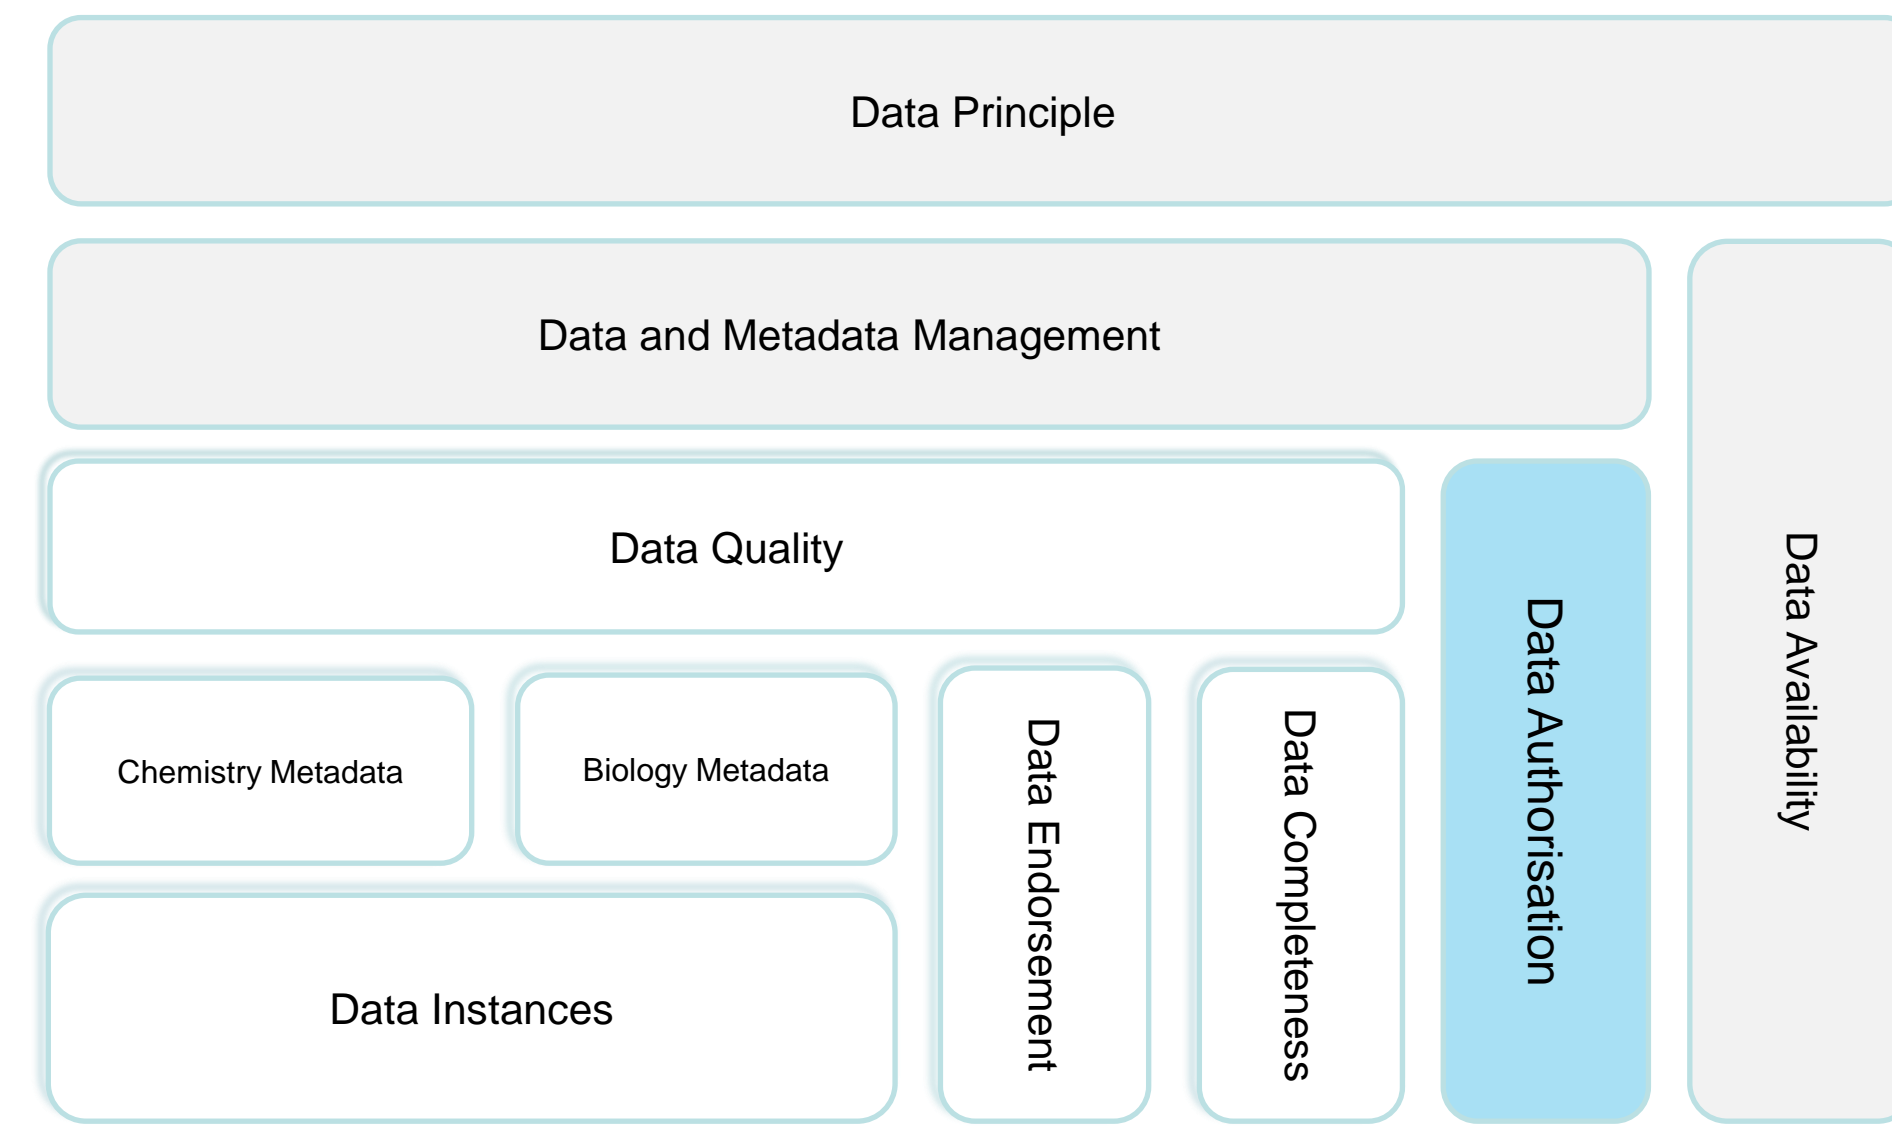 Data Principle
Data and Metadata Management
Data Quality
Chemistry Metadata
Biology Metadata
Data Instances
Data Endorsement
Data Completeness
Data Authorisation
Data Availability